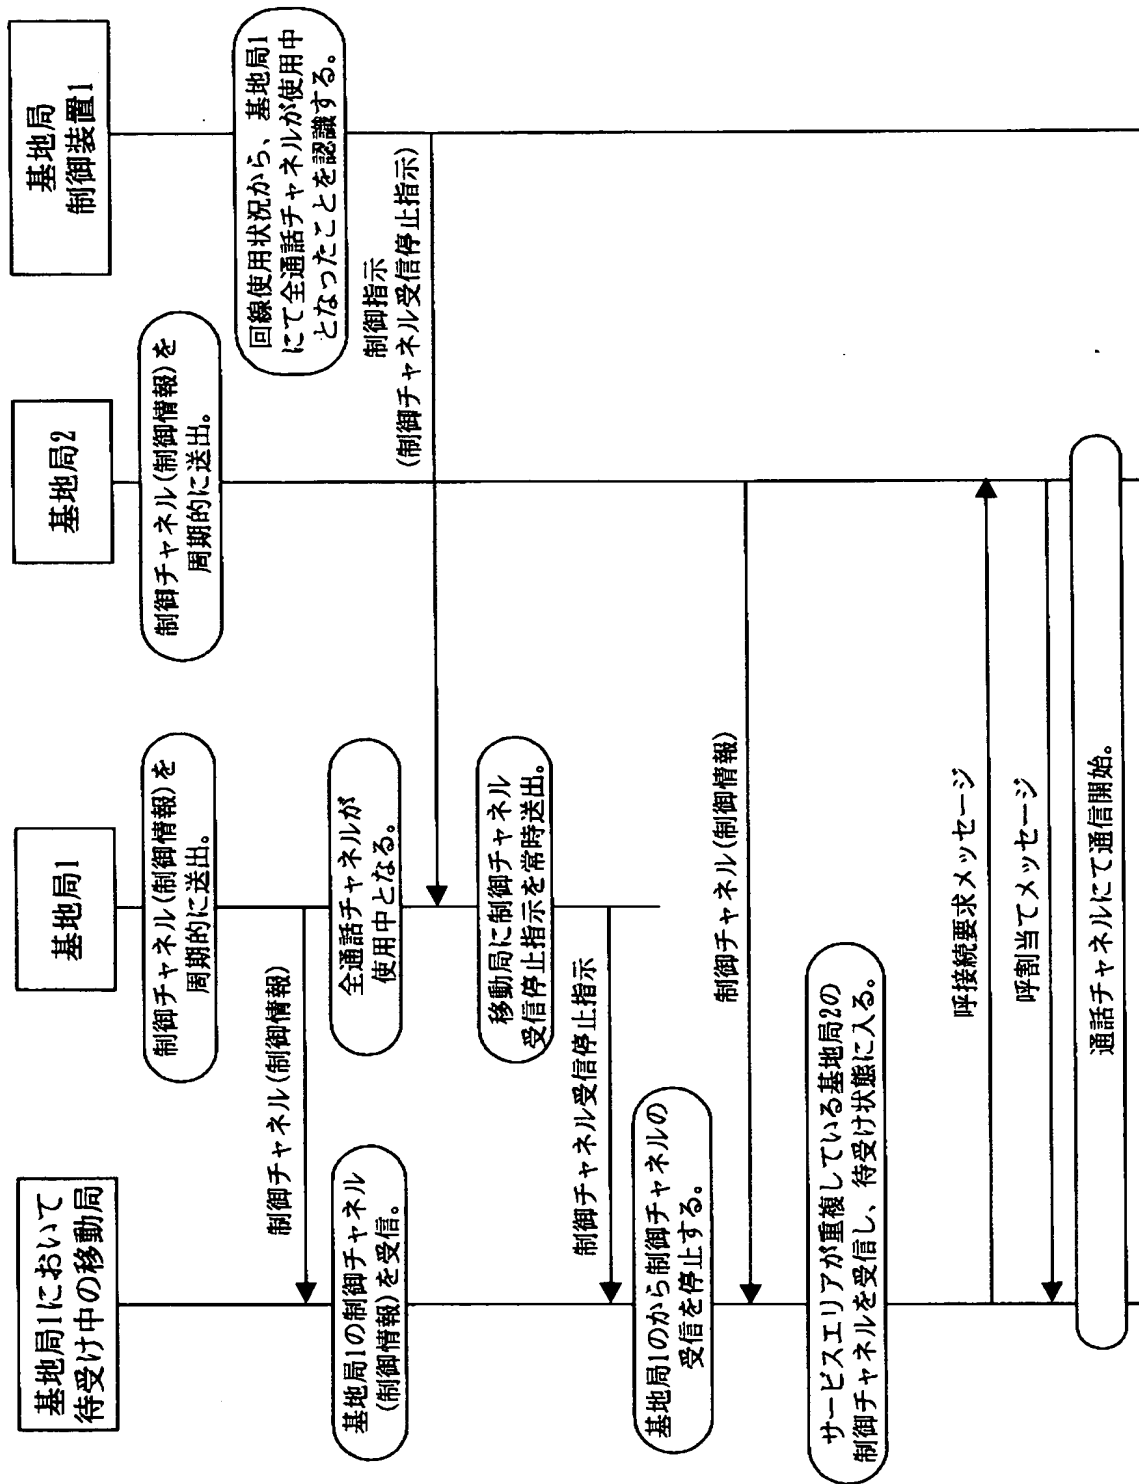 基地局1において
待受け中の移動局
基地局1
基地局2
基地局
制御装置1
制御チャネル(制御情報)を
周期的に送出。
制御チャネル(制御情報)を
周期的に送出。
回線使用状況から、基地局1
にて全通話チャネルが使用中
となったことを認識する。
制御チャネル(制御情報)
基地局1の制御チャネル
(制御情報)を受信。
全通話チャネルが
使用中となる。
制御指示
(制御チャネル受信停止指示)
移動局に制御チャネル
受信停止指示を常時送出。
制御チャネル受信停止指示
基地局1のから制御チャネルの
受信を停止する。
制御チャネル(制御情報)
サービスエリアが重複している基地局2の
制御チャネルを受信し、待受け状態に入る。
呼接続要求メッセージ
呼割当てメッセージ
通話チャネルにて通信開始。